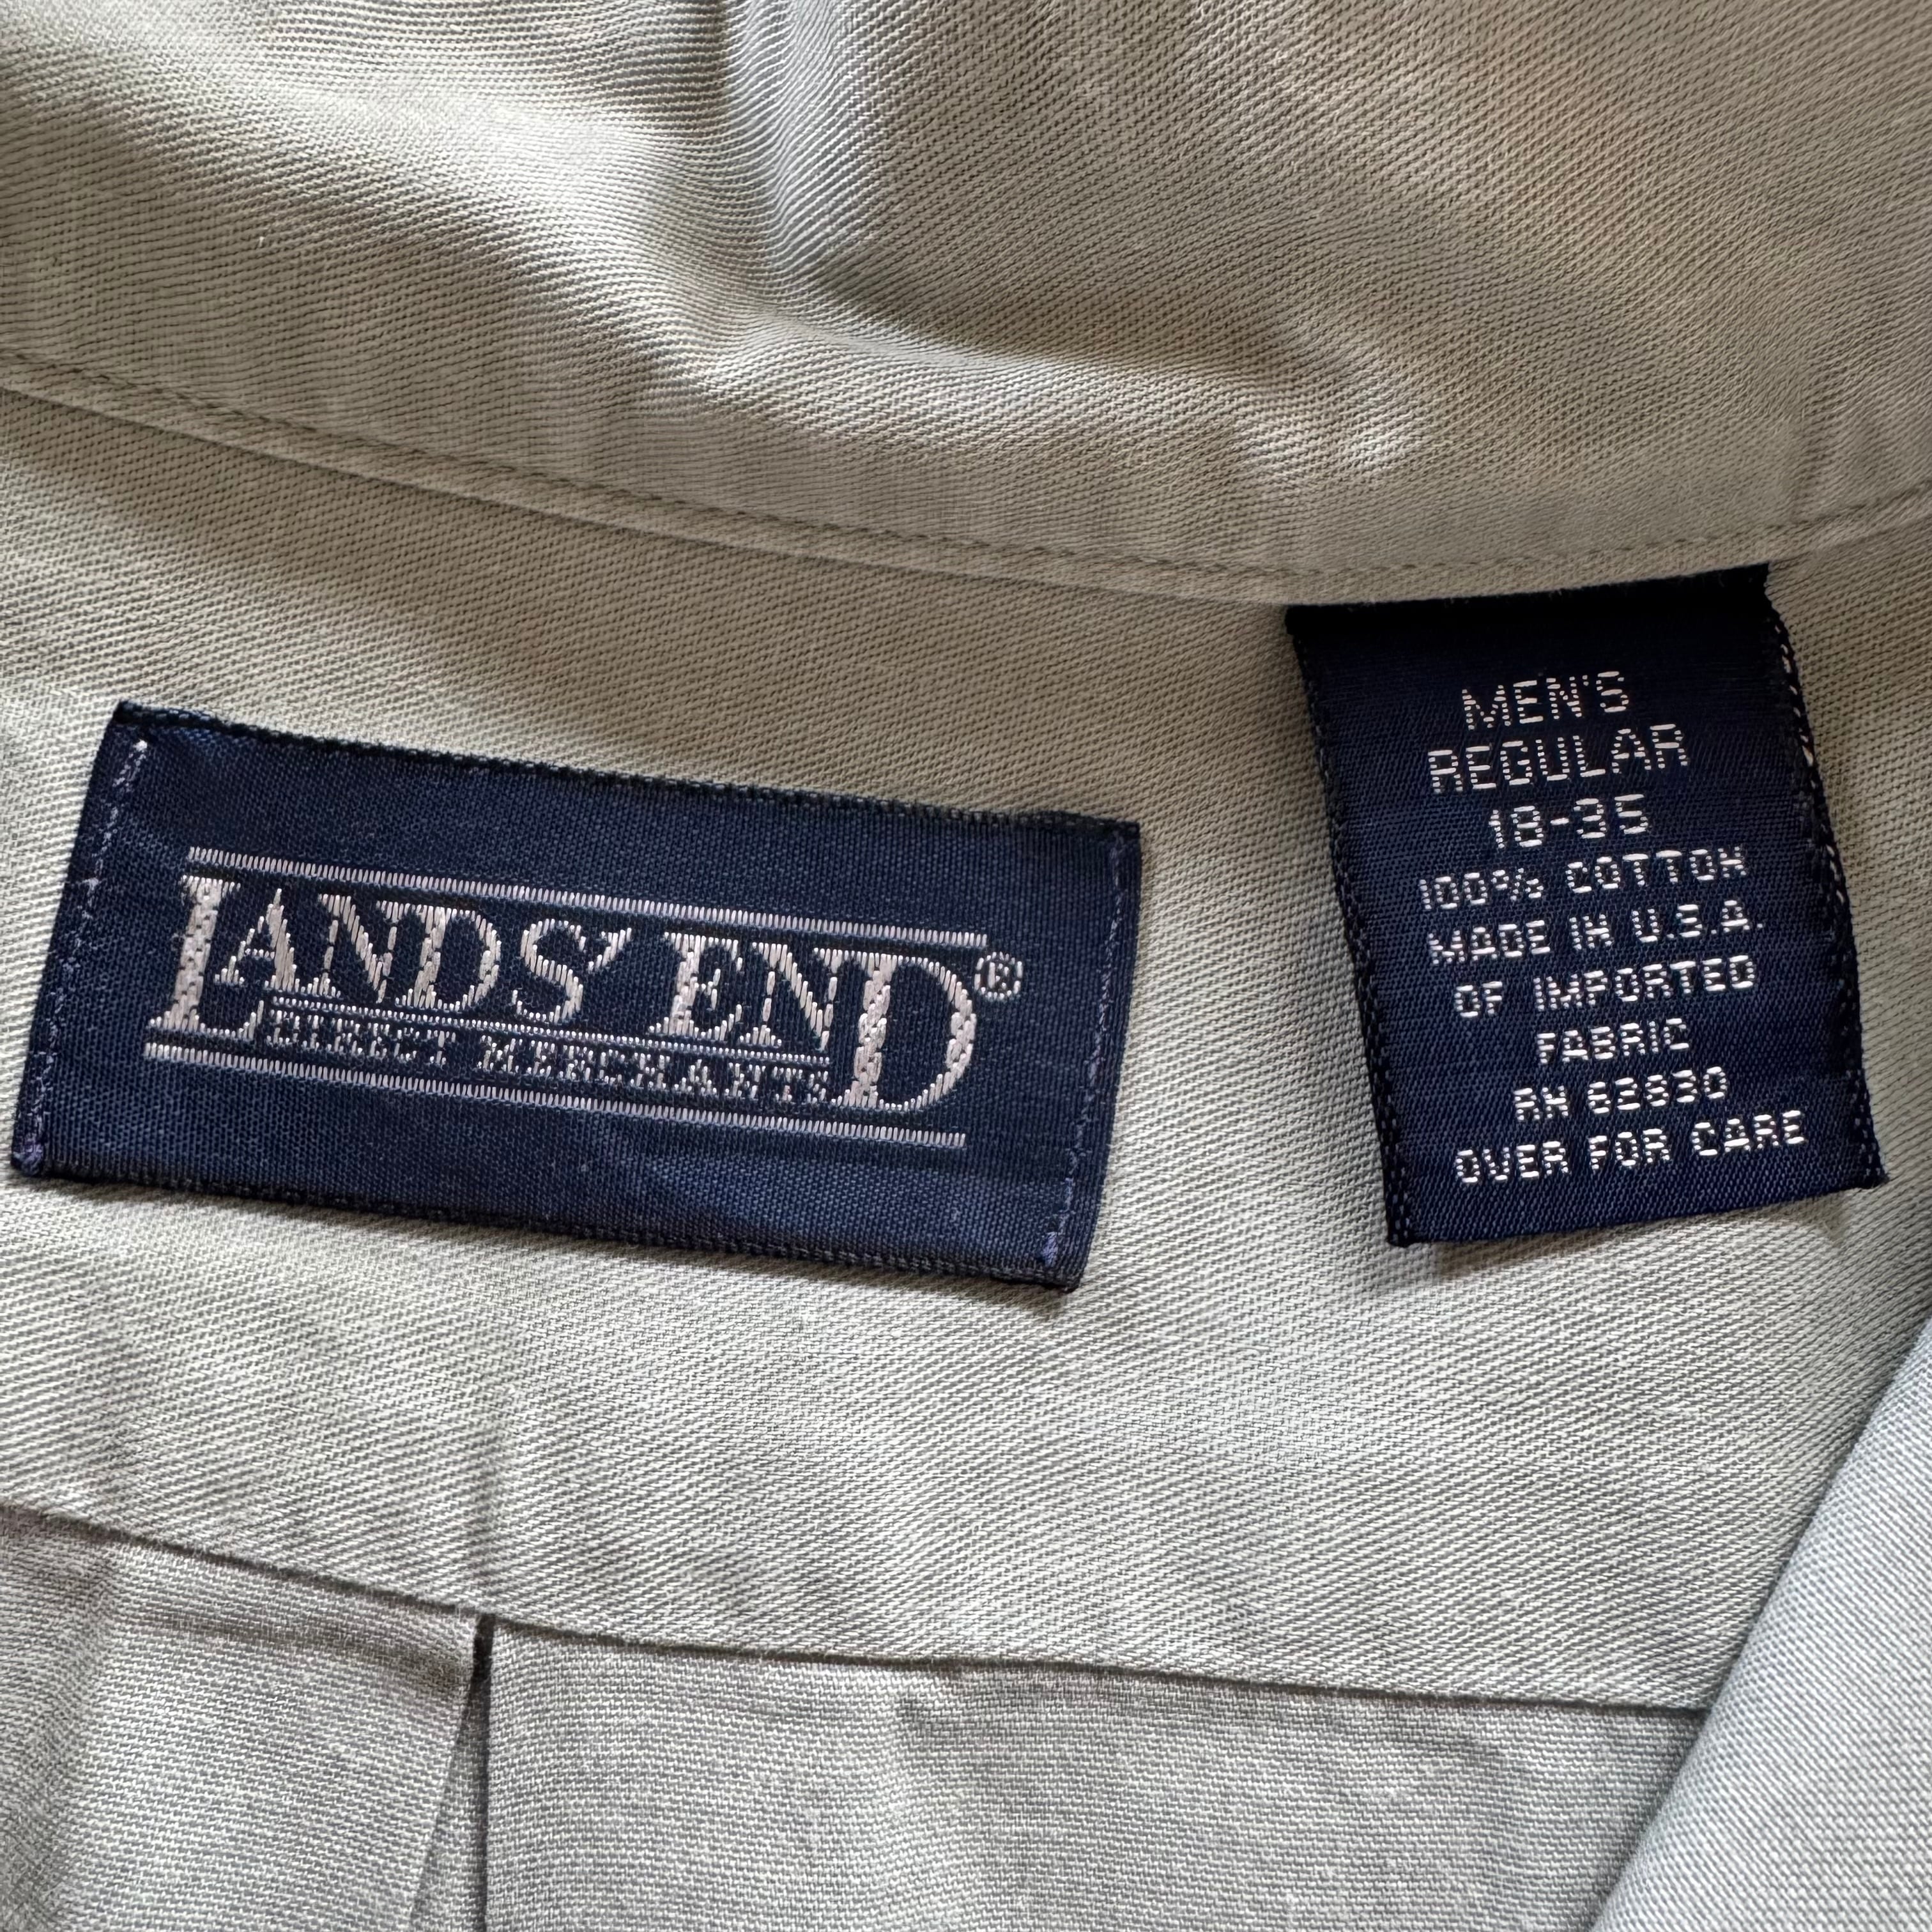 LANDS' END®
DIRECT MERCHANTS
MEN'S
REGULAR
18-35
100% COTTON
MADE IN U.S.A.
OF IMPORTED
FABRIC
RN 62830
OVER FOR CARE